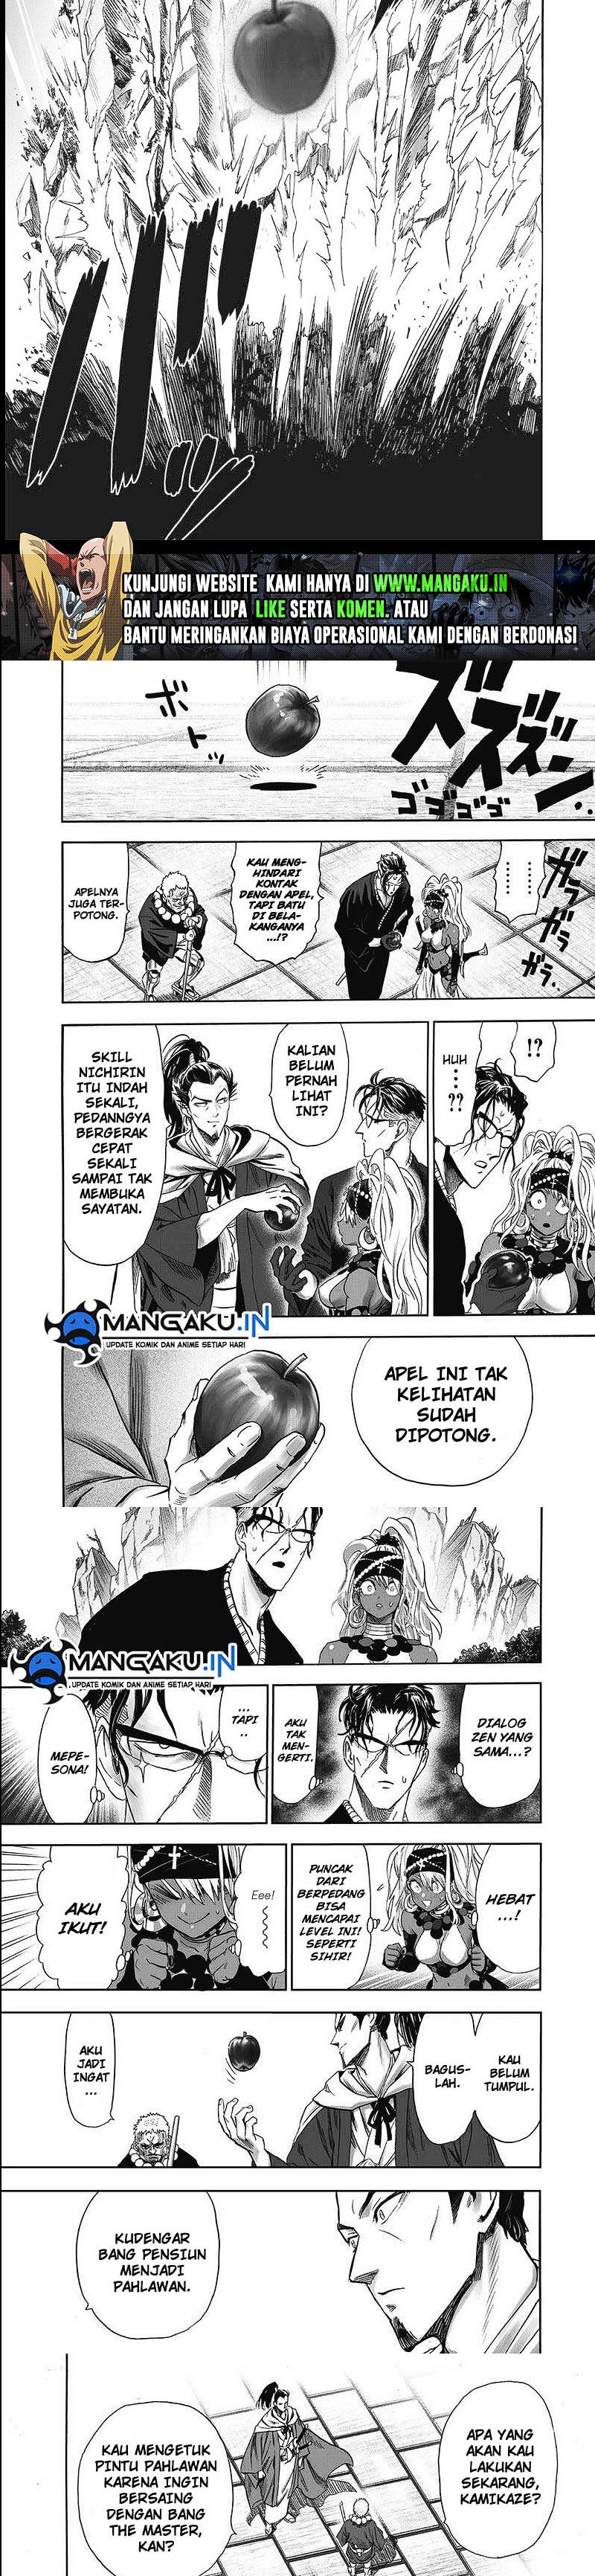 KUNJUNGI WEBSITE KAMI HANYA DI WWW.MANGAKU.IN
DAN JANGAN LUPA LIKE SERTA KOMEN. ATAU
BANTU MERINGANKAN BIAYA OPERASIONAL KAMI DENGAN BERDONASI
ズズズズン..
ボトッ
ゴゴゴゴゴ
ガラ
ガラ
ガラ..
KAU MENG-
HINDARI
KONTAK
DENGAN APEL,
TAPI BATU
DI BELA-
KANGANYA
...!?
APELNYA
JUGA TER-
POTONG.
!?
HUH
...
??
KALIAN
BELUM
PERNAH
LIHAT
INI?
SKILL
NICHIRIN
ITU INDAH
SEKALI,
PEDANNGYA
BERGERAK
CEPAT
SEKALI
SAMPAI TAK
MEMBUKA
SAYATAN.
MANGAKU.IN
UPDATE KOMIK DAN ANIME SETIAP HARI
APEL INI TAK
KELIHATAN
SUDAH
DIPOTONG.
MANGAKU.IN
UPDATE KOMIK DAN ANIME SETIAP HARI
DIALOG
ZEN YANG
SAMA...?
AKU
TAK
MEN-
GERTI.
...
TAPI
..
MEPE-
SONA!
HEBAT
...!
PUNCAK
DARI
BERPEDANG
BISA
MENCAPAI
LEVEL INI!
SEPERTI
SIHIR!
Eee!
AKU
IKUT!
KAU
BELUM
TUMPUL.
BAGUS-
LAH.
AKU
JADI
INGAT
...
KUDENGAR
BANG PENSIUN
MENJADI
PAHLAWAN.
APA YANG
AKAN KAU
LAKUKAN
SEKARANG,
KAMIKAZE?
KAU MENGETUK
PINTU PAHLAWAN
KARENA INGIN
BERSAING
DENGAN BANG
THE MASTER,
KAN?